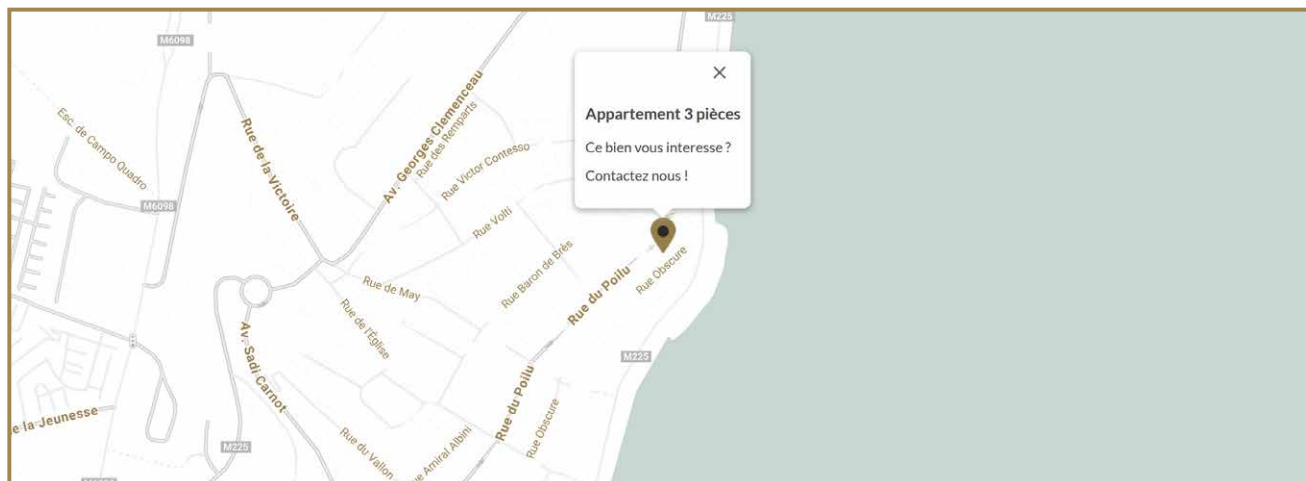 M225
M6098
Appartement 3 pièces
Ce bien vous interesse ?
Contactez nous !
Av. Georges Clemenceau
Rue des Remparts
Esc. de Campo Quadro
Rue de la Victoire
Rue Victor Contesso
M6098
Rue Volti
Rue Baron de Brès
Rue du Poilu
Rue Obscure
Rue de May
Rue de l'Église
Av. Sadi Carnot
M225
Rue du Poilu
Rue Obscure
e la Jeunesse
M225
Rue du Vallon
ue Amiral Albini